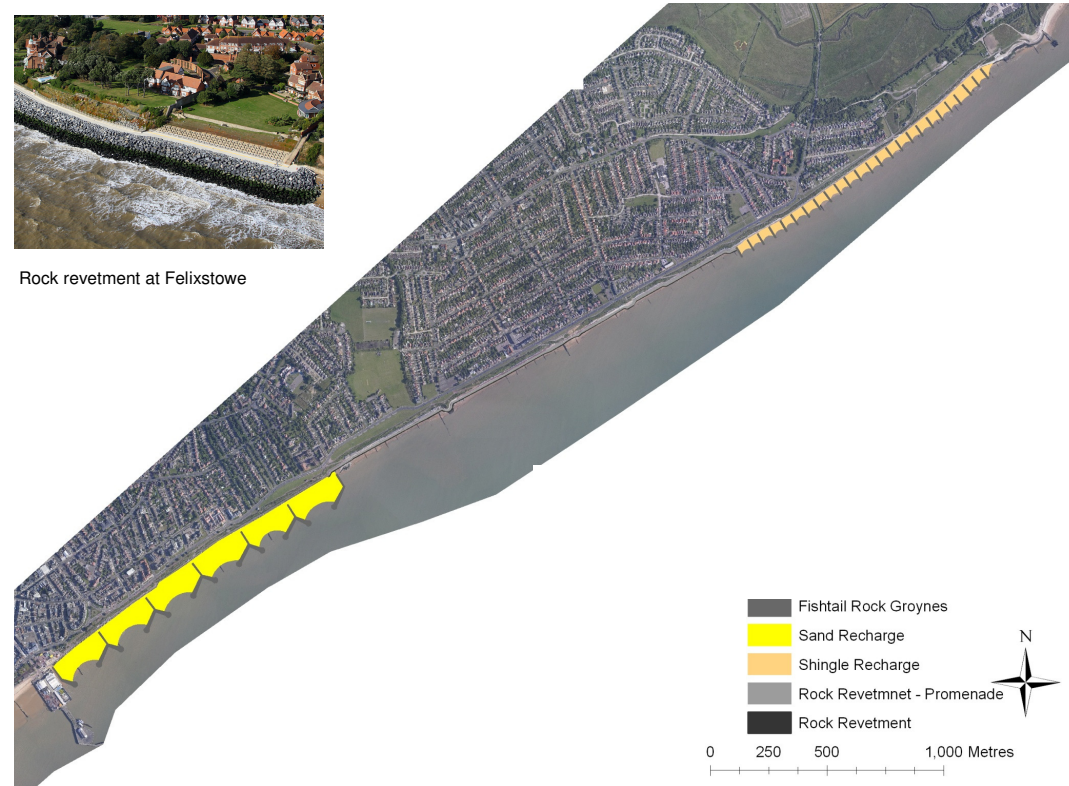 Rock revetment at Felixstowe
Fishtail Rock Groynes
Sand Recharge
Shingle Recharge
Rock Revetmnet - Promenade
Rock Revetment
N
0 250 500 1,000 Metres